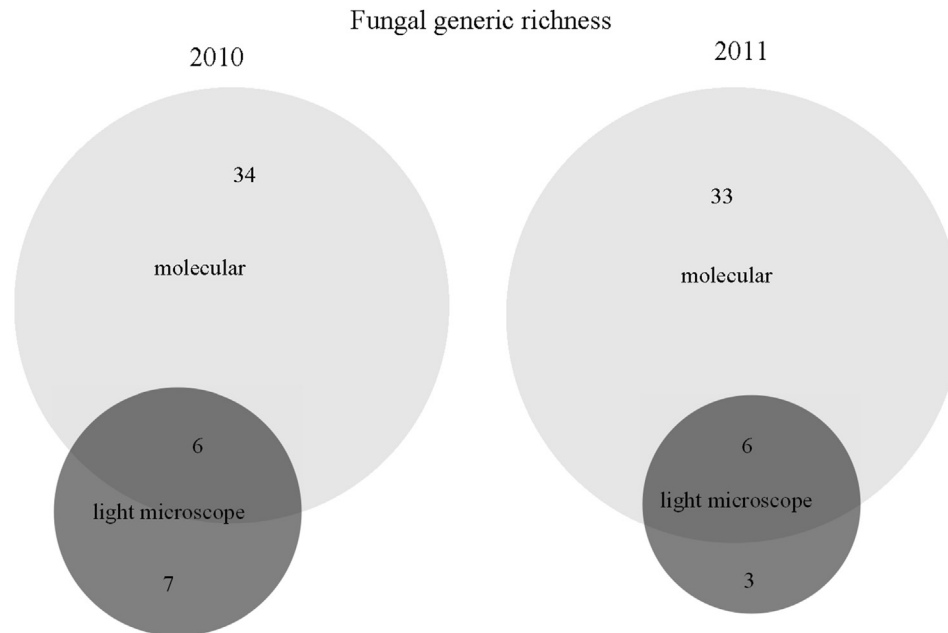 Fungal generic richness
2010
34
molecular
6
light microscope
7
2011
33
molecular
6
light microscope
3